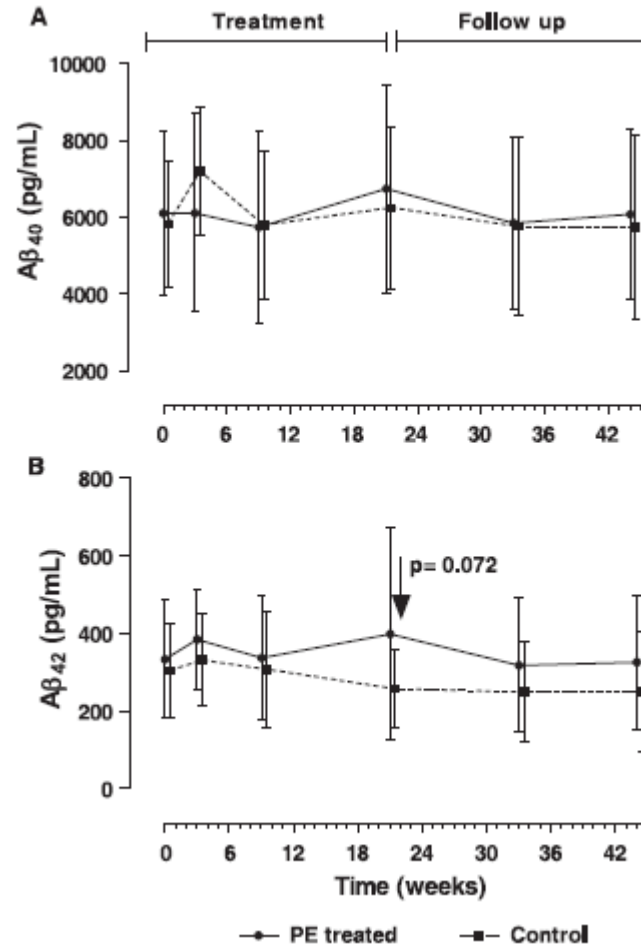 A
Treatment
Follow up
Aβ40 (pg/mL)
10000
8000
6000
4000
2000
0 6 12 18 24 30 36 42
B
Aβ42 (pg/mL)
800
600
400
200
0
p= 0.072
0 6 12 18 24 30 36 42
Time (weeks)
PE treated
Control